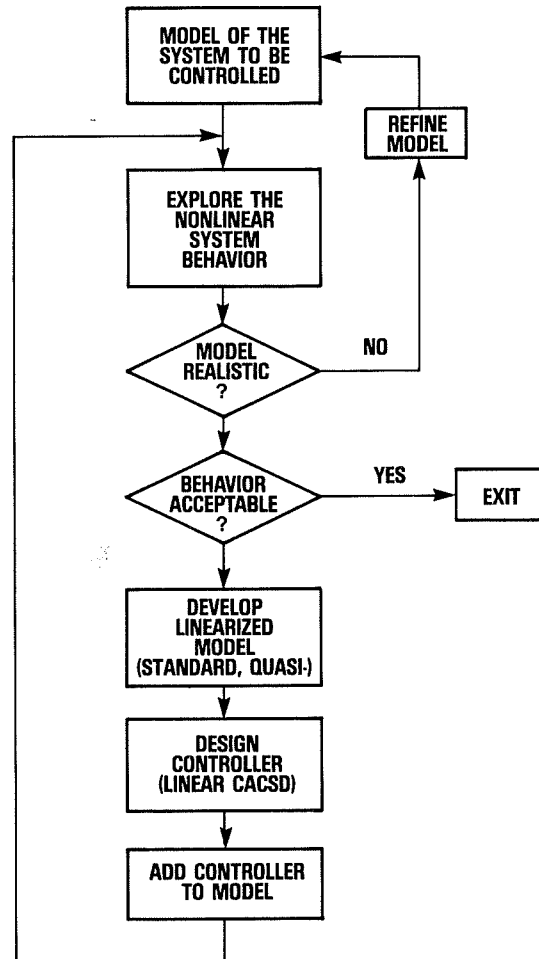 MODEL OF THE
SYSTEM TO BE
CONTROLLED
REFINE
MODEL
EXPLORE THE
NONLINEAR
SYSTEM
BEHAVIOR
MODEL
REALISTIC
?
NO
BEHAVIOR
ACCEPTABLE
?
YES
EXIT
DEVELOP
LINEARIZED
MODEL
(STANDARD, QUASI-)
DESIGN
CONTROLLER
(LINEAR CACSD)
ADD CONTROLLER
TO MODEL